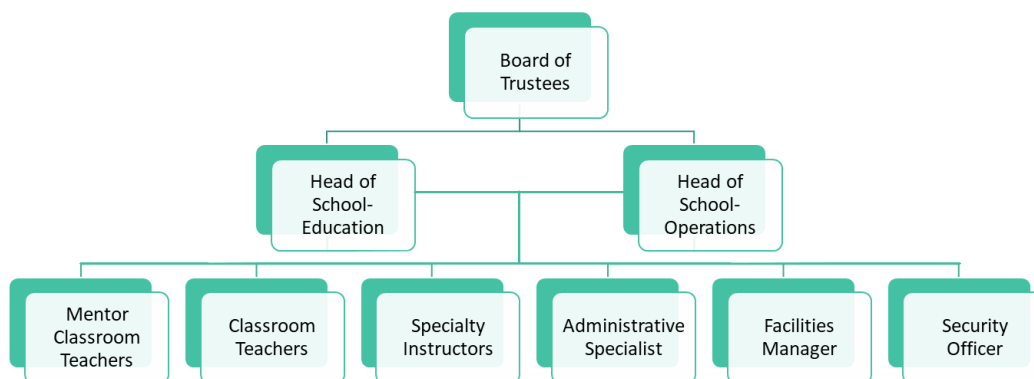 Board of
Trustees
Head of
School-
Education
Head of
School-
Operations
Mentor
Classroom
Teachers
Classroom
Teachers
Specialty
Instructors
Administrative
Specialist
Facilities
Manager
Security
Officer